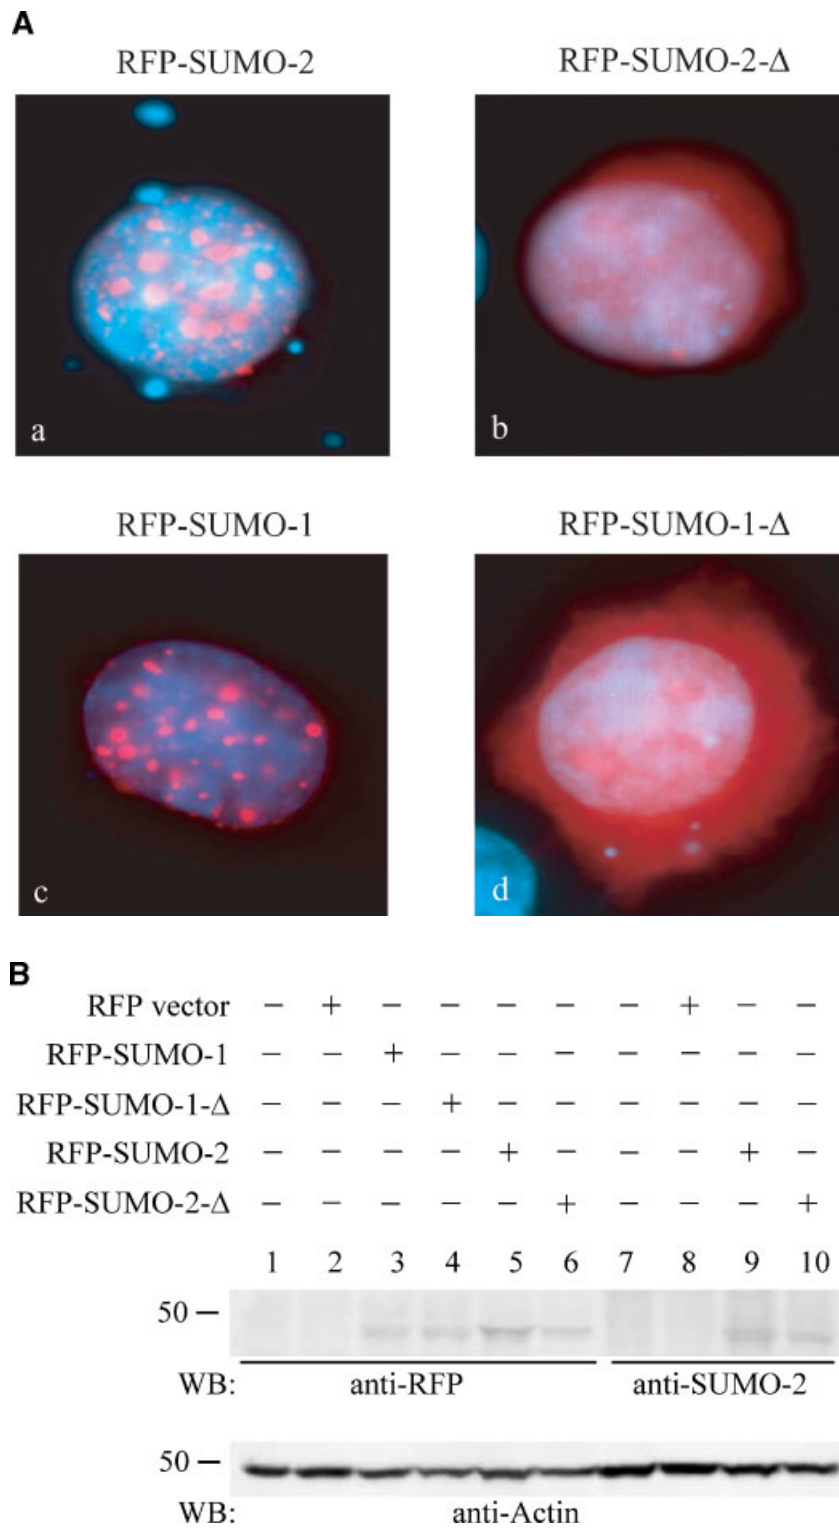 A
RFP-SUMO-2
RFP-SUMO-2-Δ
a
b
RFP-SUMO-1
RFP-SUMO-1-Δ
c
d
B
RFP vector − + − − − − − + − −
RFP-SUMO-1 − − + − − − − − − −
RFP-SUMO-1-Δ − − − + − − − − − −
RFP-SUMO-2 − − − − + − − − + −
RFP-SUMO-2-Δ − − − − − + − − − +
1 2 3 4 5 6 7 8 9 10
50 –
WB: anti-RFP anti-SUMO-2
50 –
WB: anti-Actin